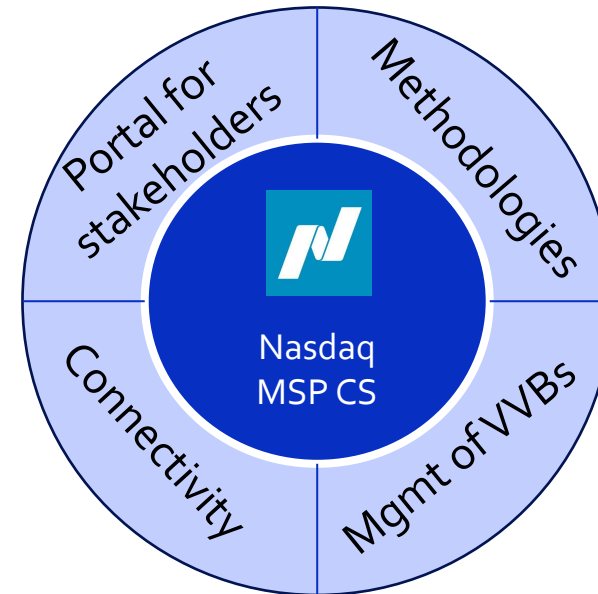 Portal for
stakeholders
Methodologies
Nasdaq
MSP CS
Connectivity
Mgmt of VVBs